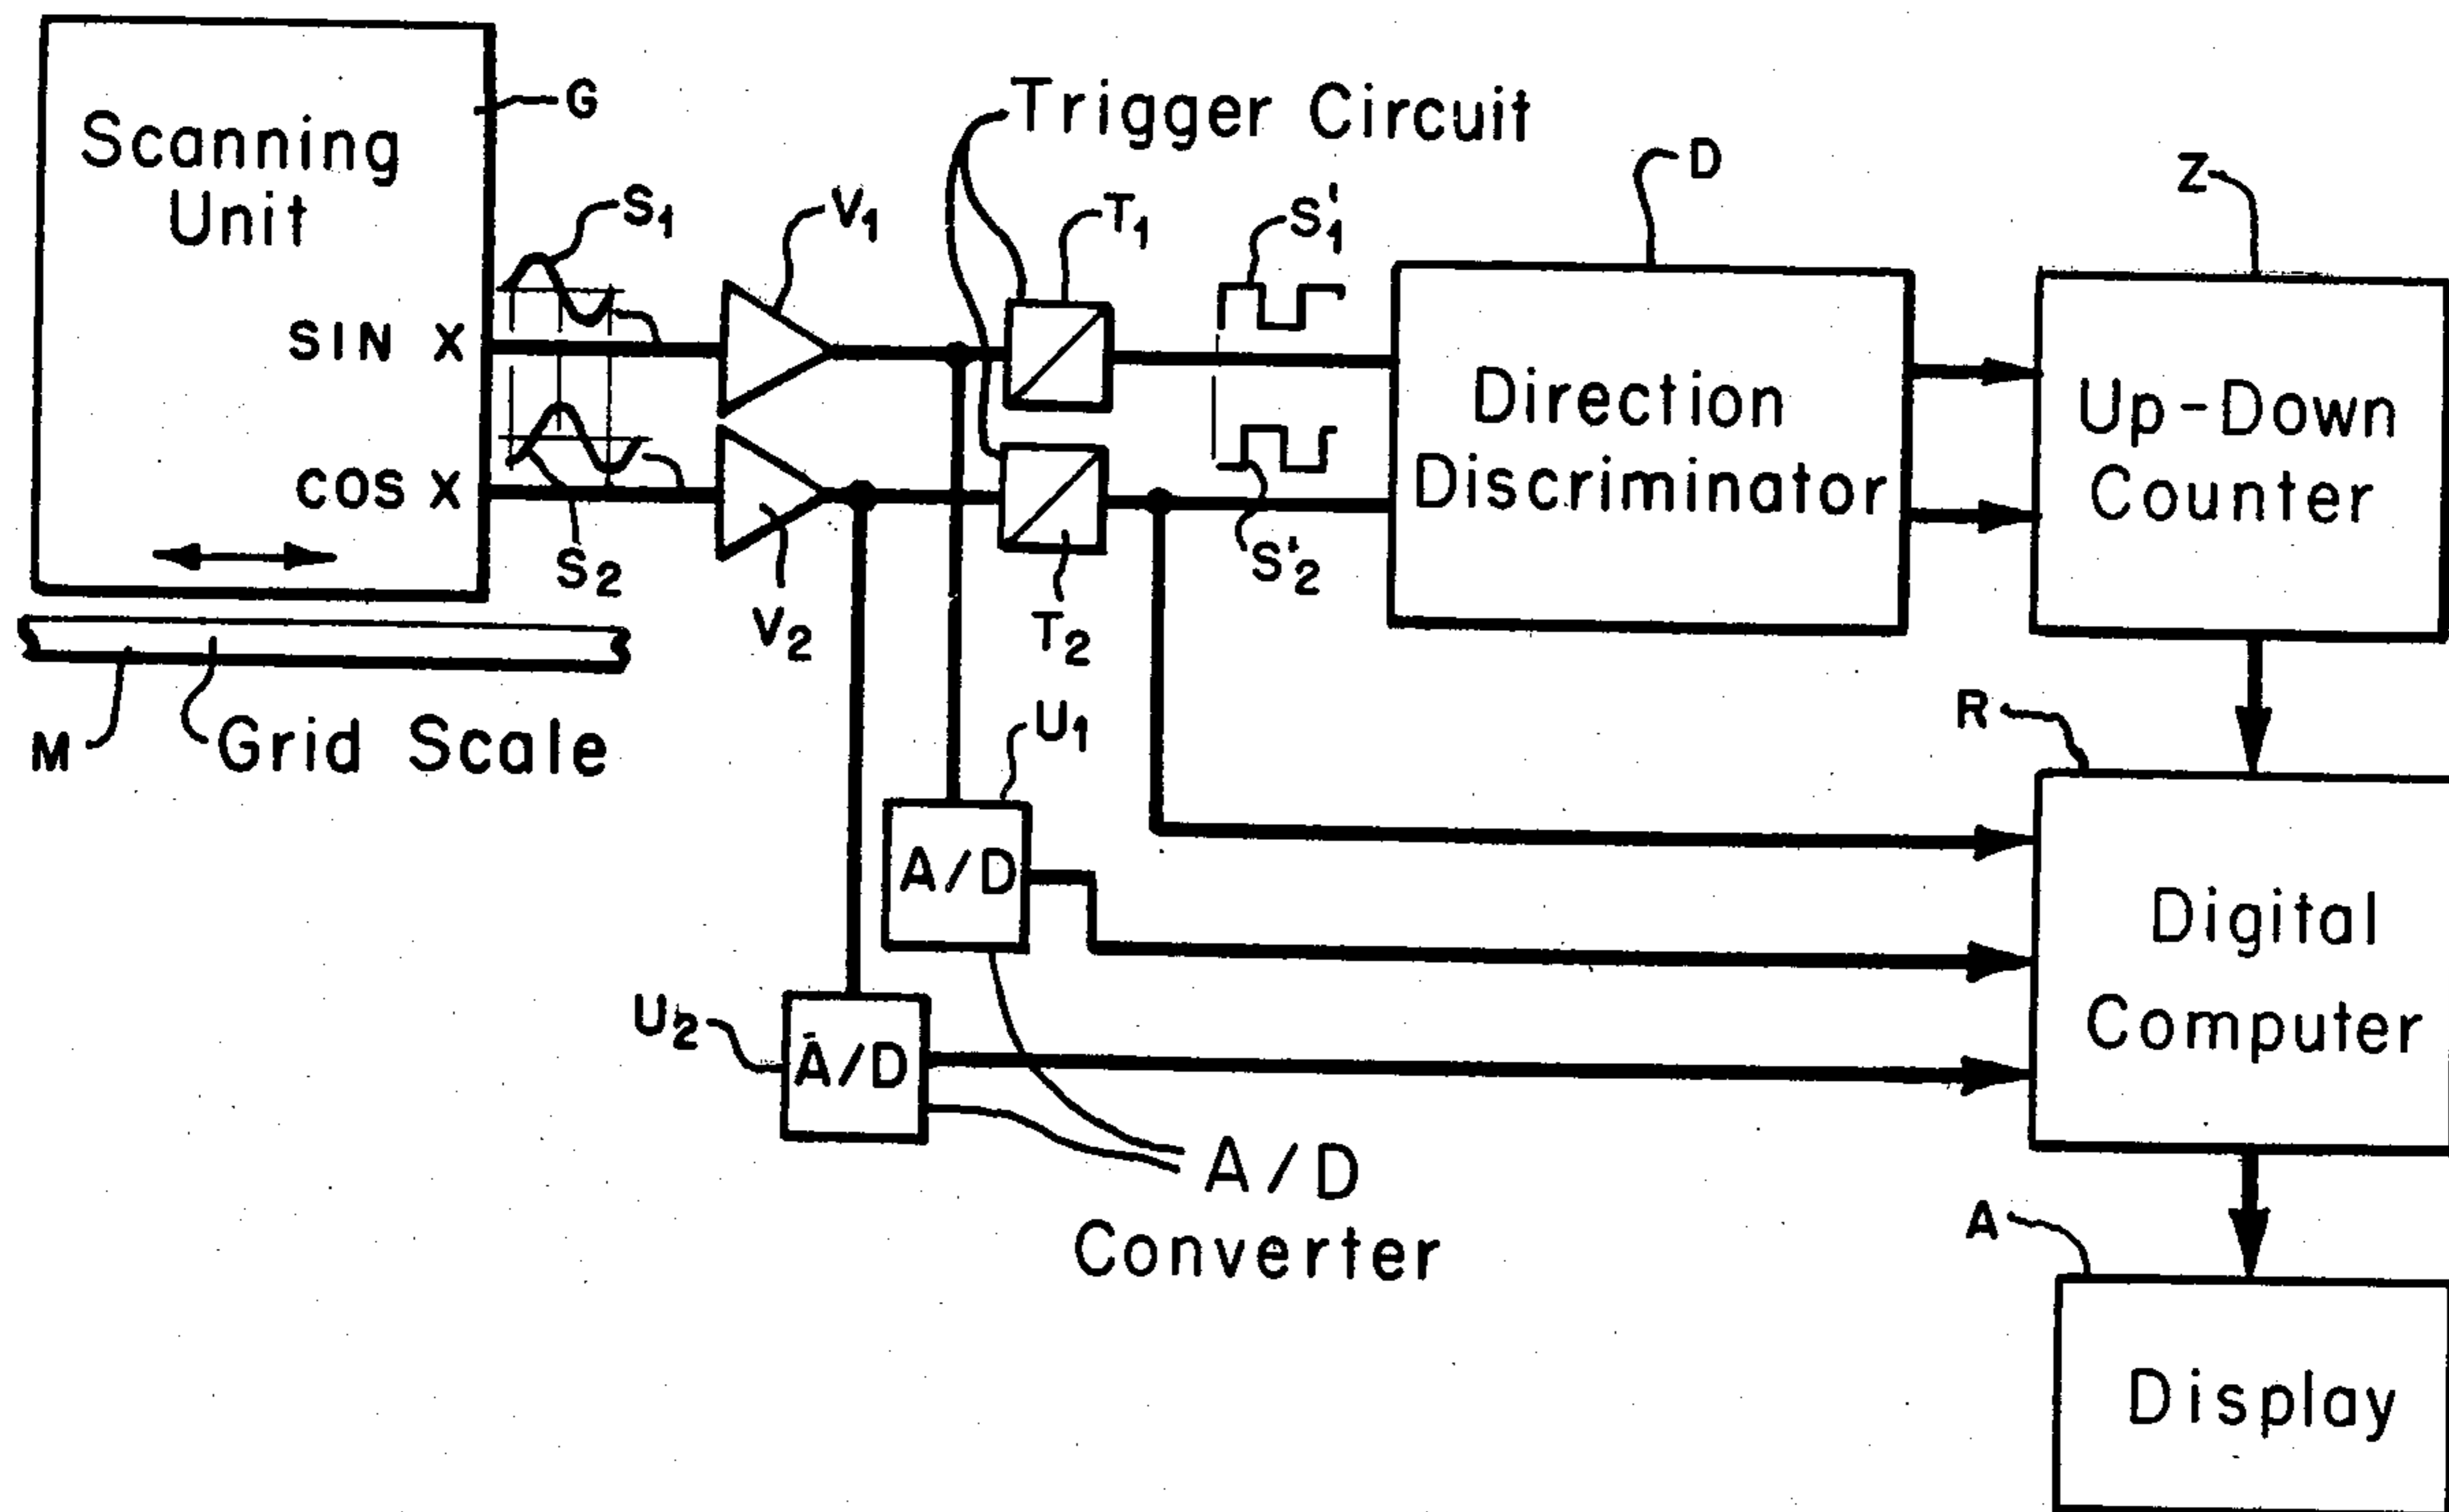 Scanning
Unit
G
SIN X
COS X
S1
S2
M
Grid Scale
V1
V2
Trigger Circuit
T1
T2
S'1
S'2
D
Direction
Discriminator
Z
Up-Down
Counter
U1
A/D
U2
A/D
A/D
Converter
R
Digital
Computer
A
Display